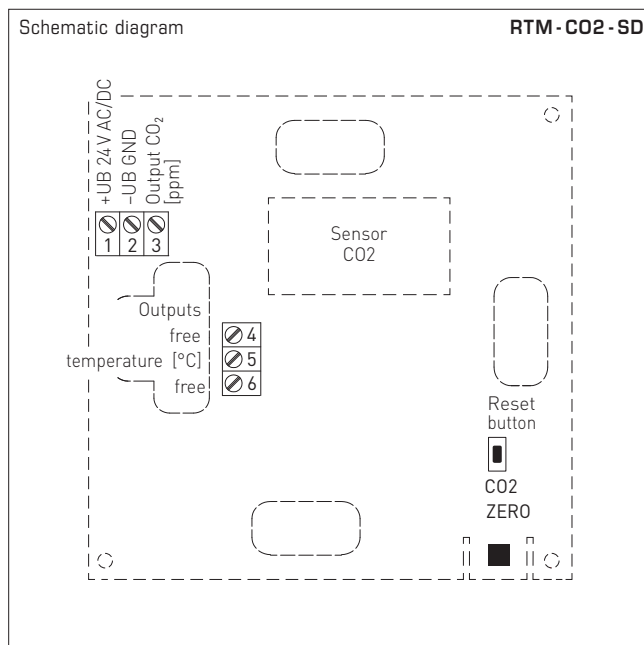 Schematic diagram
RTM-CO2-SD
+UB 24V AC/DC
–UB GND
Output CO₂
[ppm]
1 2 3
Sensor
CO2
Outputs
free 4
temperature [°C] 5
free 6
Reset
button
CO2
ZERO